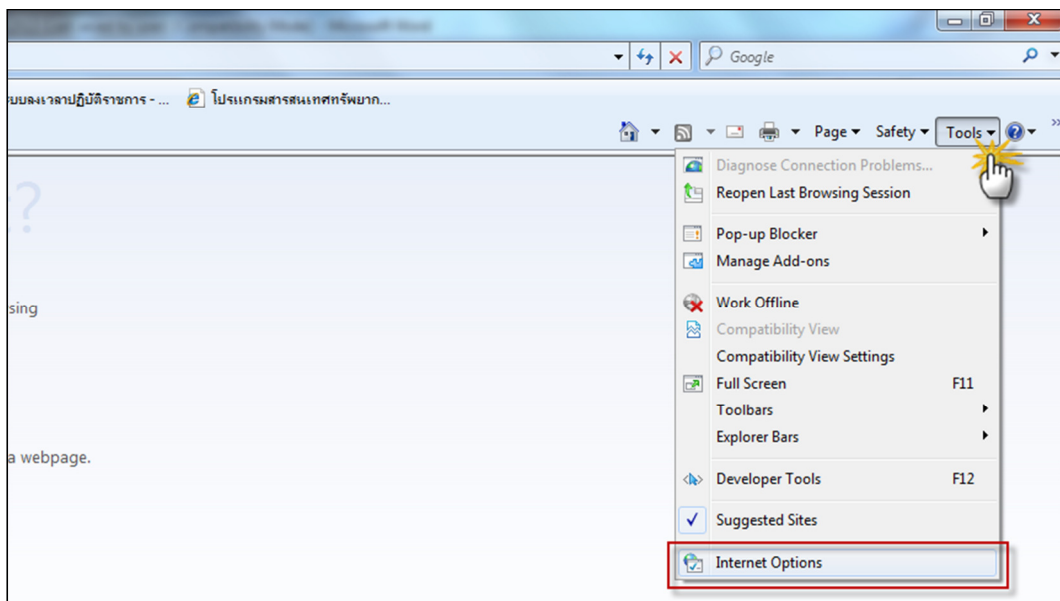 Google
ระบบลงเวลาปฏิบัติราชการ - ...
โปรแกรมสารสนเทศทรัพยาก...
Page Safety Tools
Diagnose Connection Problems...
Reopen Last Browsing Session
?
Pop-up Blocker
Manage Add-ons
sing
Work Offline
Compatibility View
Compatibility View Settings
Full Screen F11
Toolbars
Explorer Bars
a webpage.
Developer Tools F12
Suggested Sites
Internet Options